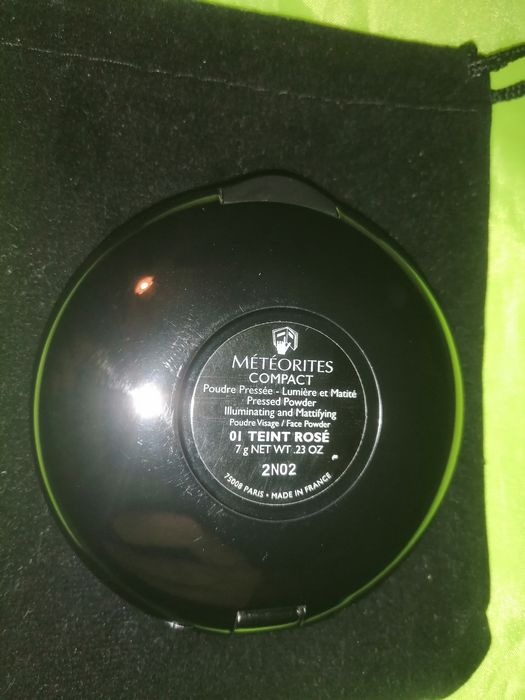 MÉTÉORITES
COMPACT
Poudre Pressée - Lumière et Matité
Pressed Powder
Illuminating and Mattifying
Poudre Visage / Face Powder
01 TEINT ROSÉ
7 g NET WT .23 OZ
2N02
75008 PARIS • MADE IN FRANCE